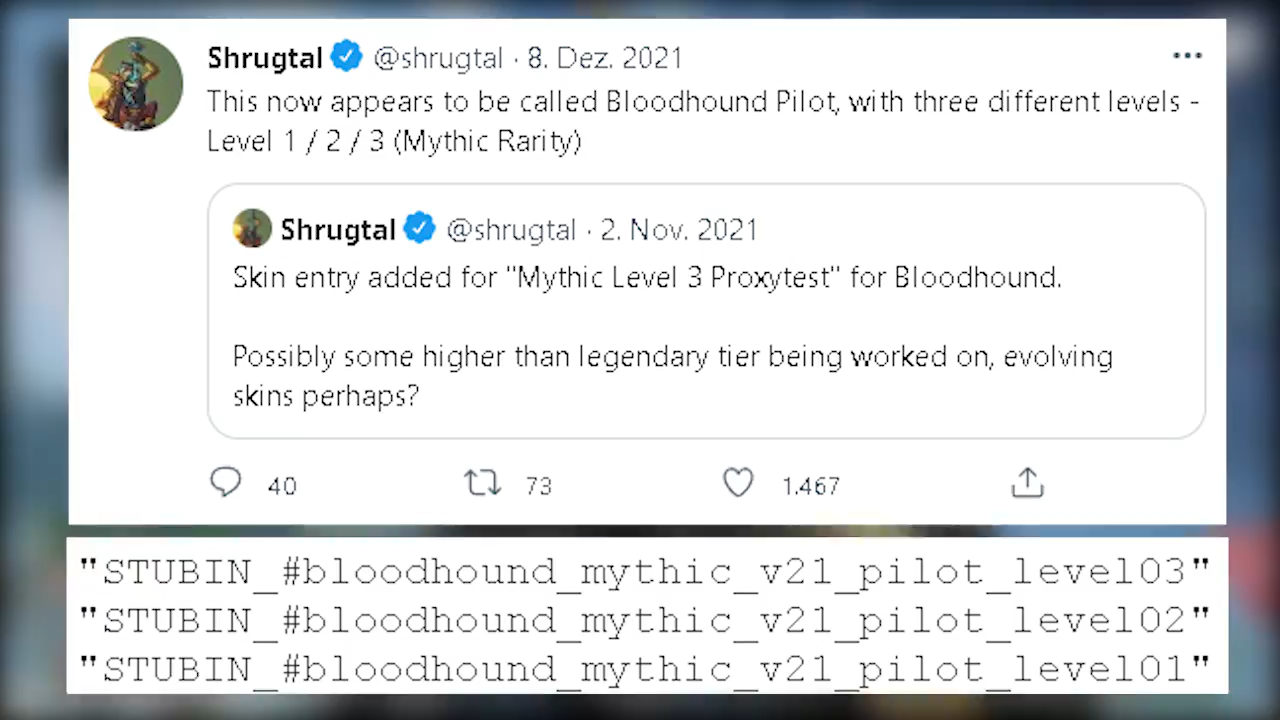 Shrugtal @shrugtal · 8. Dez. 2021
This now appears to be called Bloodhound Pilot, with three different levels -
Level 1 / 2 / 3 (Mythic Rarity)
Shrugtal @shrugtal · 2. Nov. 2021
Skin entry added for "Mythic Level 3 Proxytest" for Bloodhound.
Possibly some higher than legendary tier being worked on, evolving
skins perhaps?
40 73 1.467
"STUBIN_#bloodhound_mythic_v21_pilot_level03"
"STUBIN_#bloodhound_mythic_v21_pilot_level02"
"STUBIN_#bloodhound_mythic_v21_pilot_level01"